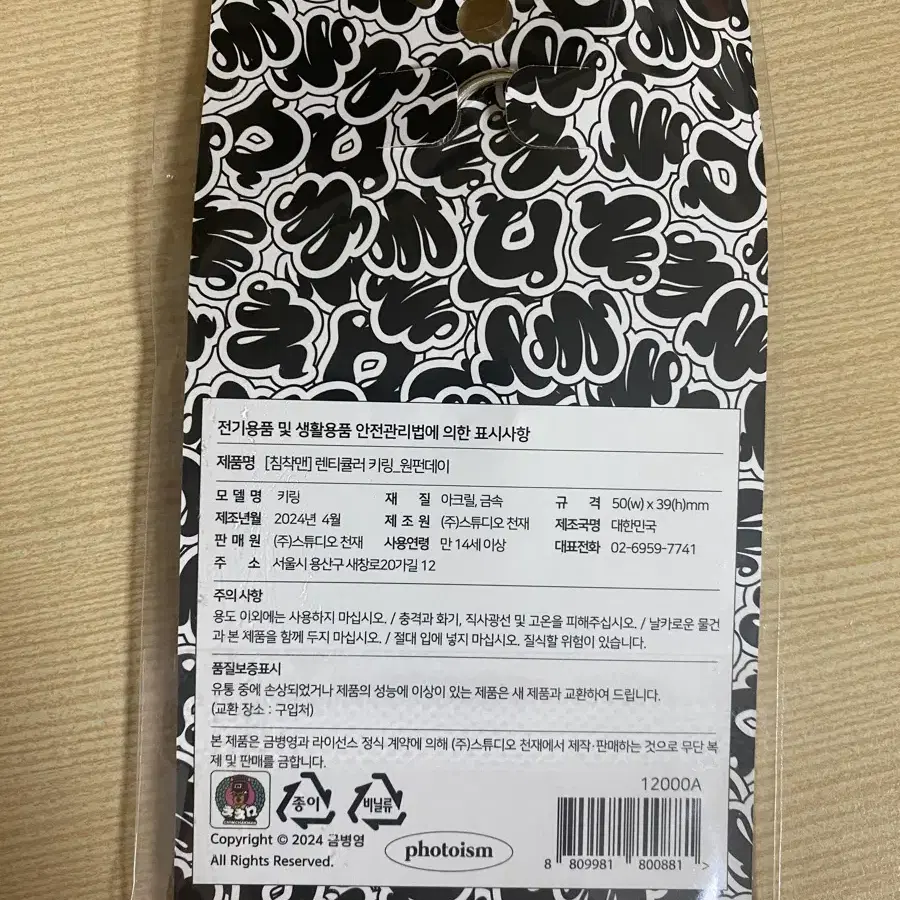 전기용품 및 생활용품 안전관리법에 의한 표시사항
제품명 [침착맨] 렌티큘러 키링_원펀데이
모델명 키링 재질 아크릴, 금속 규격 50(w) x 39(h)mm
제조년월 2024년 4월 제조원 (주)스튜디오 천재 제조국명 대한민국
판매원 (주)스튜디오 천재 사용연령 만 14세 이상 대표전화 02-6959-7741
주소 서울시 용산구 새창로20가길 12
주의 사항
용도 이외에는 사용하지 마십시오. / 충격과 화기, 직사광선 및 고온을 피해주십시오. / 날카로운 물건
과 본 제품을 함께 두지 마십시오. / 절대 입에 넣지 마십시오. 질식할 위험이 있습니다.
품질보증표시
유통 중에 손상되었거나 제품의 성능에 이상이 있는 제품은 새 제품과 교환하여 드립니다.
(교환 장소 : 구입처)
본 제품은 금병영과 라이선스 정식 계약에 의해 (주)스튜디오 천재에서 제작·판매하는 것으로 무단 복
제 및 판매를 금합니다.
12000A
종이 비닐류
Copyright © 2024 금병영
All Rights Reserved.
photoism
8 809981 800881 >